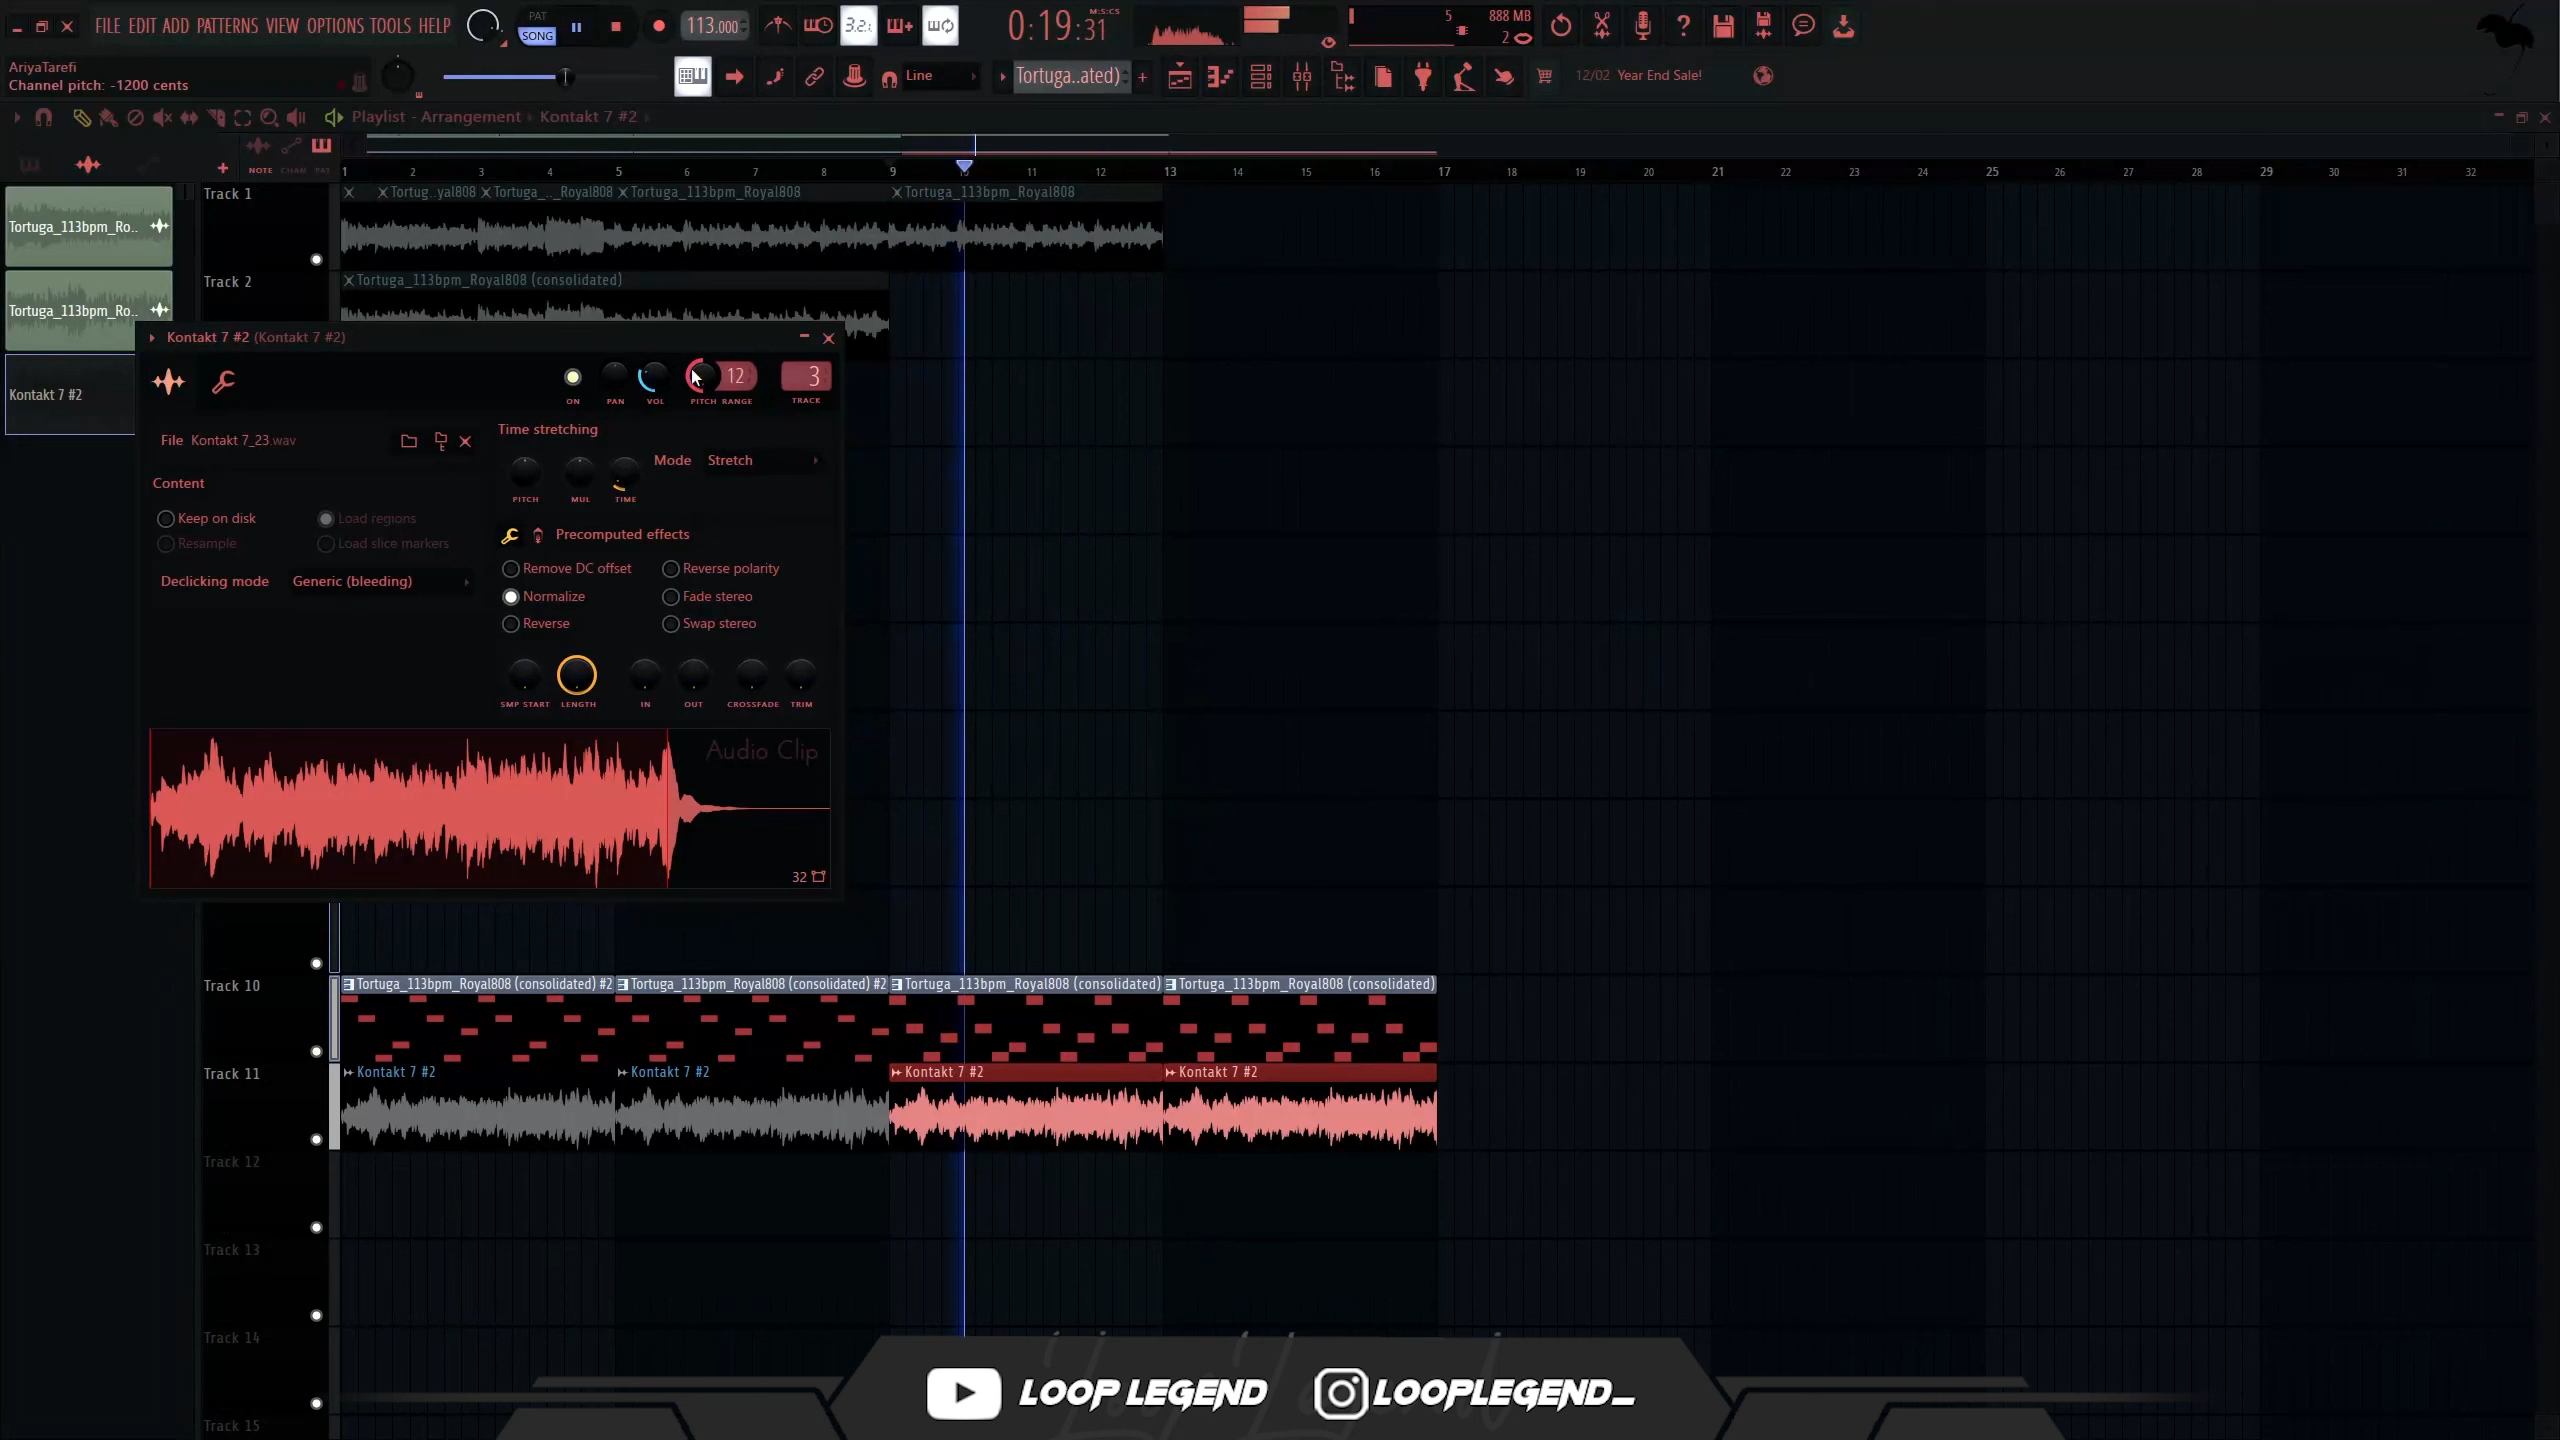 FILE EDIT ADD PATTERNS VIEW OPTIONS TOOLS HELP
PAT
SONG
113.000
3.2.
0:19:31
M:S:CS
5
888 MB
2
AriyaTarefi
Channel pitch: -1200 cents
Line
Tortuga..ated)
12/02 Year End Sale!
Playlist - Arrangement
Kontakt 7 #2
NOTE CHAN PAT
1 2 3 4 5 6 7 8 9 10 11 12 13 14 15 16 17 18 19 20 21 22 23 24 25 26 27 28 29 30 31 32
Tortuga_113bpm_Ro..
Tortuga_113bpm_Ro..
Kontakt 7 #2
Track 1
Tortug..yal808
Tortuga_.._Royal808
Tortuga_113bpm_Royal808
Tortuga_113bpm_Royal808
Track 2
Tortuga_113bpm_Royal808 (consolidated)
Kontakt 7 #2 (Kontakt 7 #2)
12
3
ON PAN VOL PITCH RANGE TRACK
File Kontakt 7_23.wav
Time stretching
Mode Stretch
PITCH MUL TIME
Content
Keep on disk
Load regions
Resample
Load slice markers
Declicking mode Generic (bleeding)
Precomputed effects
Remove DC offset
Reverse polarity
Normalize
Fade stereo
Reverse
Swap stereo
SMP START LENGTH IN OUT CROSSFADE TRIM
Audio Clip
32
Track 10
Tortuga_113bpm_Royal808 (consolidated) #2
Tortuga_113bpm_Royal808 (consolidated) #2
Tortuga_113bpm_Royal808 (consolidated)
Tortuga_113bpm_Royal808 (consolidated)
Track 11
Kontakt 7 #2
Kontakt 7 #2
Kontakt 7 #2
Kontakt 7 #2
Track 12
Track 13
Track 14
Track 15
LOOP LEGEND
LOOPLEGEND_